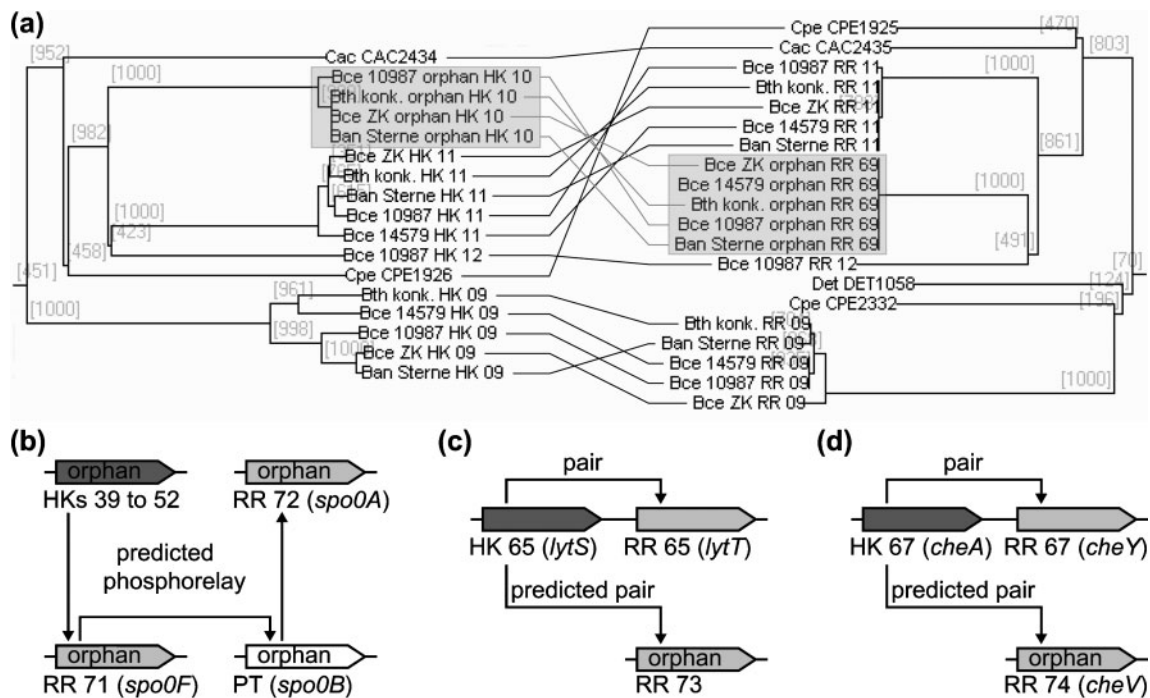 (a)
[952]
Cac CAC2434
[1000]
Bce 10987 orphan HK 10
Bth konk. orphan HK 10
Bce ZK orphan HK 10
Ban Sterne orphan HK 10
[982]
Bce ZK HK 11
Bth konk. HK 11
Ban Sterne HK 11
Bce 10987 HK 11
[1000]
Bce 14579 HK 11
[423]
[458]
Bce 10987 HK 12
[451]
Cpe CPE1926
[961]
Bth konk. HK 09
[1000]
Bce 14579 HK 09
[998]
Bce 10987 HK 09
[1000]
Bce ZK HK 09
Ban Sterne HK 09
Cpe CPE1925
[470]
Cac CAC2435
[803]
Bce 10987 RR 11
[1000]
Bth konk. RR 11
Bce ZK RR 11
Bce 14579 RR 11
[861]
Ban Sterne RR 11
Bce ZK orphan RR 69
Bce 14579 orphan RR 69
[1000]
Bth konk. orphan RR 69
Bce 10987 orphan RR 69
Ban Sterne orphan RR 69
[491]
Bce 10987 RR 12
[70]
Det DET1058
[124]
Cpe CPE2332
[196]
Bth konk. RR 09
Ban Sterne RR 09
Bce 14579 RR 09
Bce 10987 RR 09
[1000]
Bce ZK RR 09
(b)
orphan
HKs 39 to 52
orphan
RR 72 (spo0A)
predicted
phosphorelay
orphan
RR 71 (spo0F)
orphan
PT (spo0B)
(c)
pair
HK 65 (lytS)
RR 65 (lytT)
predicted pair
orphan
RR 73
(d)
pair
HK 67 (cheA)
RR 67 (cheY)
predicted pair
orphan
RR 74 (cheV)